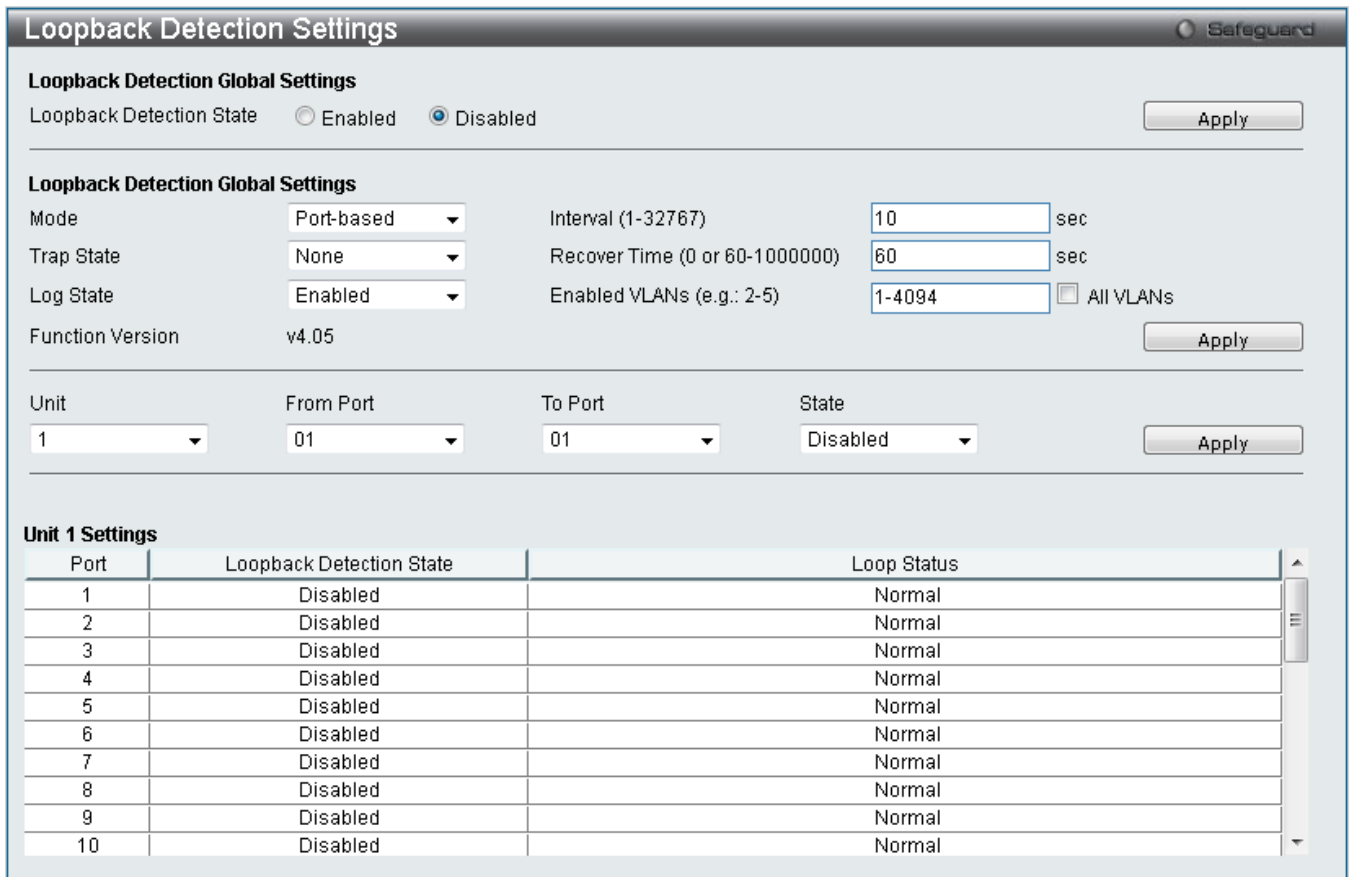 Loopback Detection Settings
Safeguard
Loopback Detection Global Settings
Loopback Detection State Enabled Disabled Apply
Loopback Detection Global Settings
Mode Port-based Interval (1-32767) 10 sec
Trap State None Recover Time (0 or 60-1000000) 60 sec
Log State Enabled Enabled VLANs (e.g.: 2-5) 1-4094 All VLANs
Function Version v4.05 Apply
Unit From Port To Port State
1 01 01 Disabled Apply
Unit 1 Settings
Port Loopback Detection State Loop Status
1 Disabled Normal
2 Disabled Normal
3 Disabled Normal
4 Disabled Normal
5 Disabled Normal
6 Disabled Normal
7 Disabled Normal
8 Disabled Normal
9 Disabled Normal
10 Disabled Normal